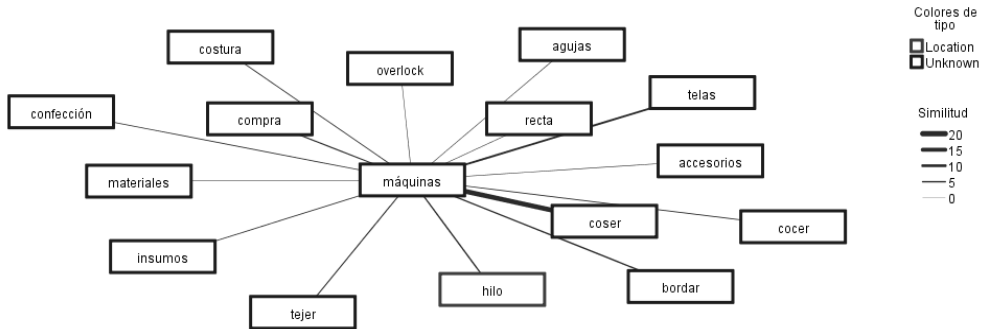 costura
overlock
agujas
telas
confección
compra
recta
accesorios
materiales
máquinas
coser
cocer
insumos
tejer
hilo
bordar
Colores de
tipo
Location
Unknown
Similitud
20
15
10
5
0